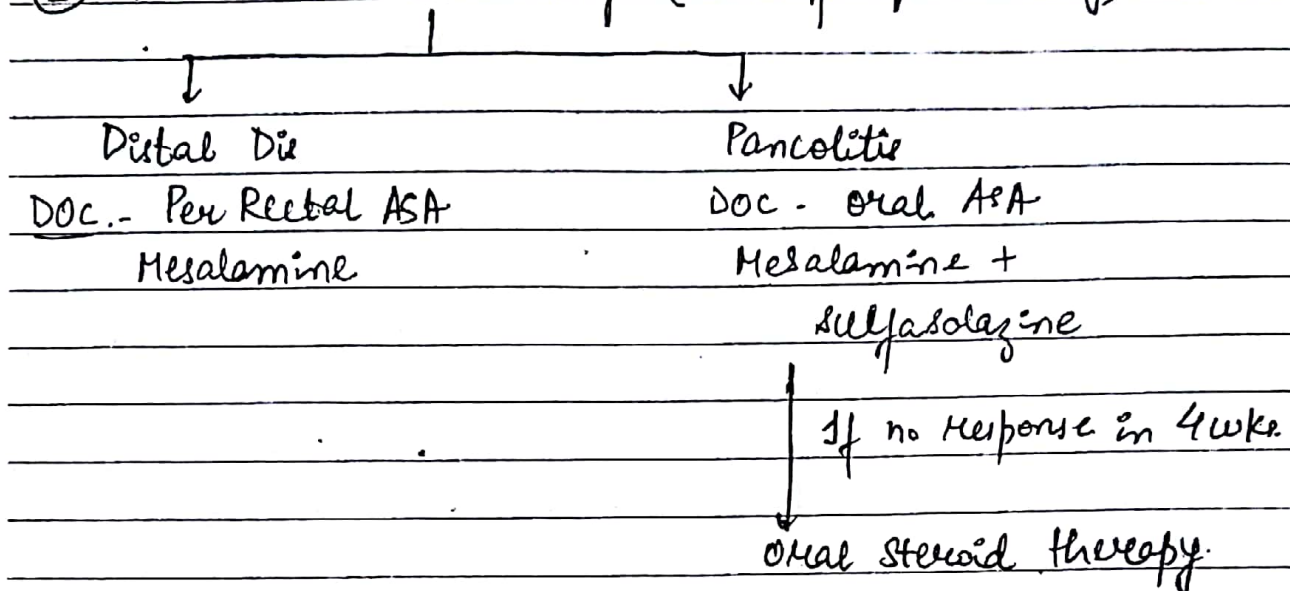 Distal Dis
Pancolitis
DOC.- Per Rectal ASA
DOC - oral ASA
Mesalamine
Mesalamine +
sulfasolazine
If no response in 4wks.
oral steroid therapy.